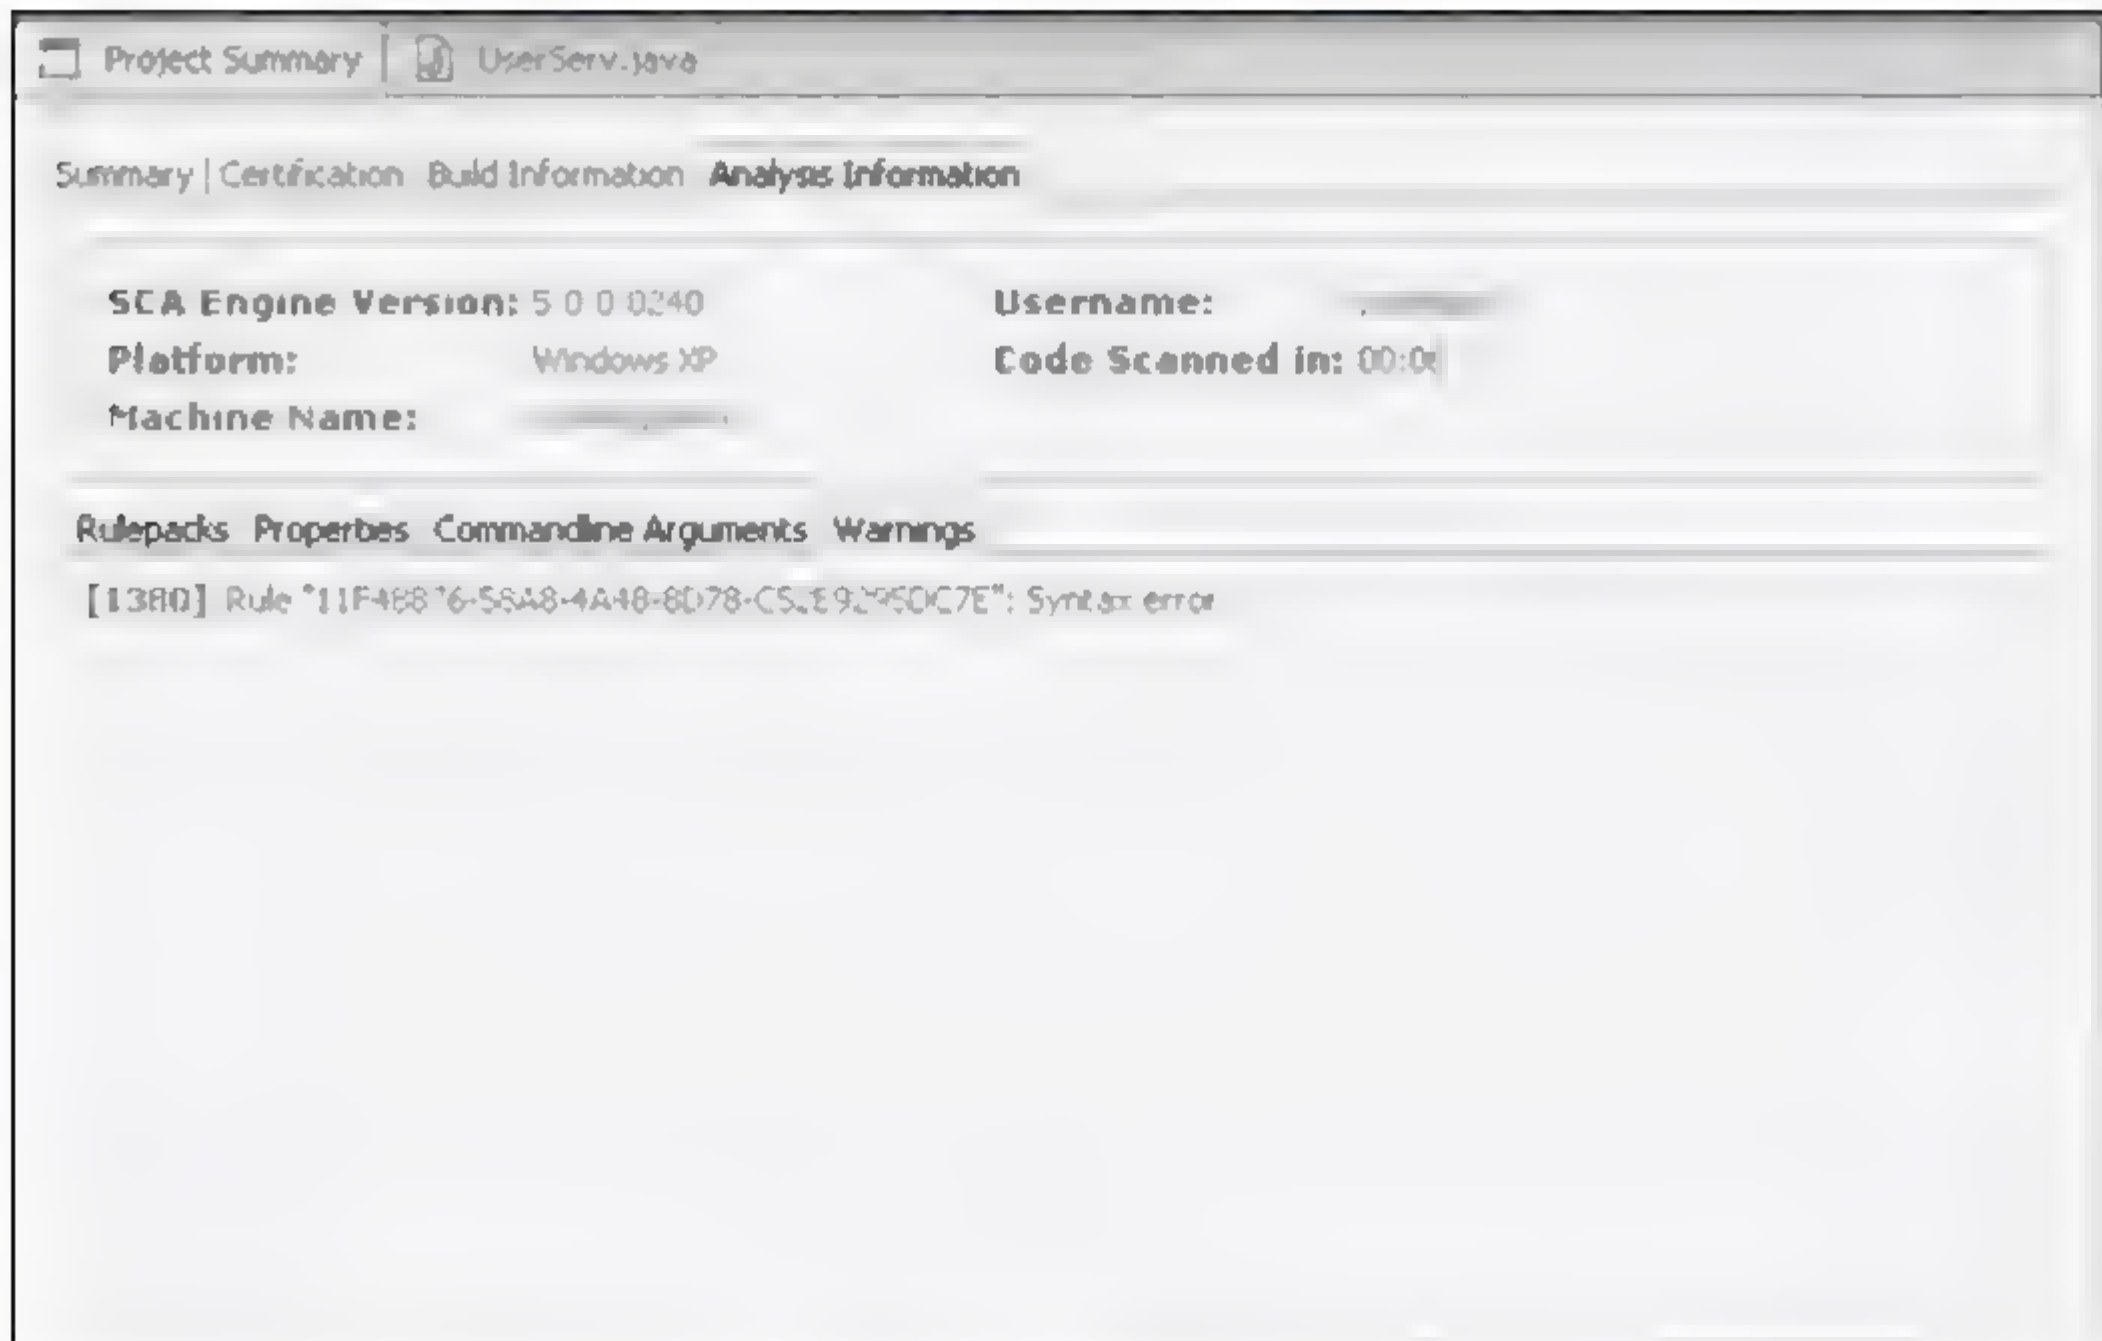 Project Summary | UserServ.java
Summary | Certification Build Information Analysis Information
SCA Engine Version: 5 0 0 0240 Username:
Platform: Windows XP Code Scanned in:
Machine Name:
Rulepacks Properties Commandline Arguments Warnings
[1380] Rule : Syntax error